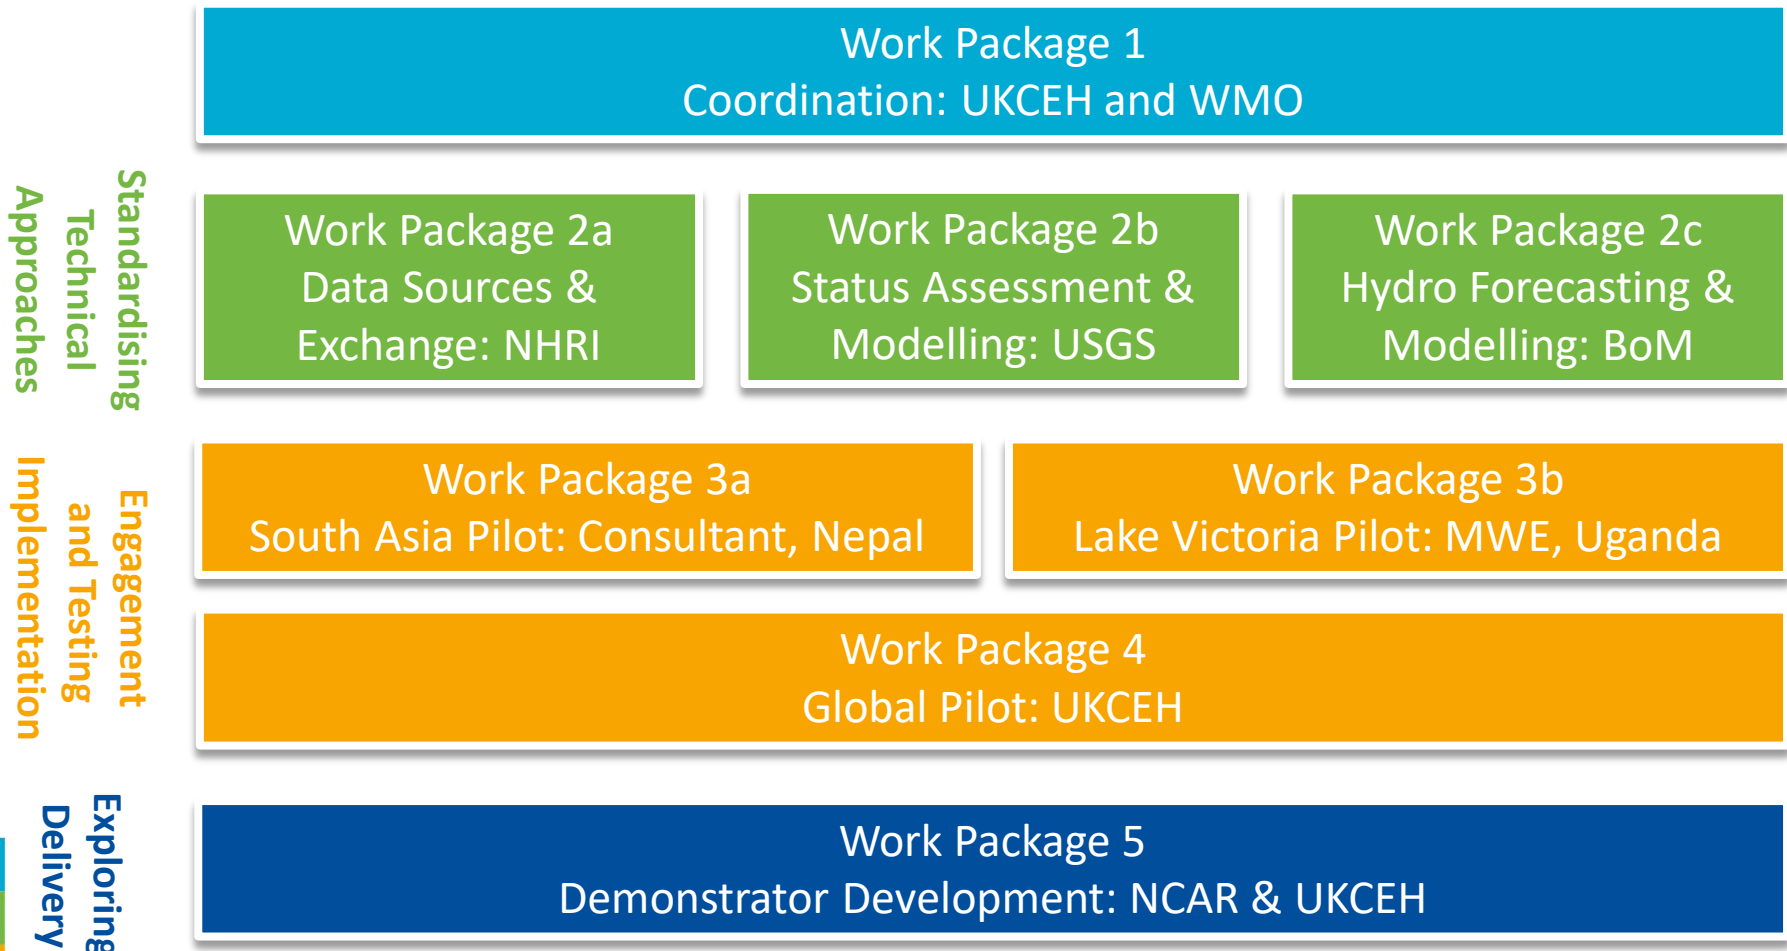 Work Package 1
Coordination: UKCEH and WMO
Standardising
Technical
Approaches
Work Package 2a
Data Sources &
Exchange: NHRI
Work Package 2b
Status Assessment &
Modelling: USGS
Work Package 2c
Hydro Forecasting &
Modelling: BoM
Engagement
and Testing
Implementation
Work Package 3a
South Asia Pilot: Consultant, Nepal
Work Package 3b
Lake Victoria Pilot: MWE, Uganda
Work Package 4
Global Pilot: UKCEH
Exploring
Delivery
Work Package 5
Demonstrator Development: NCAR & UKCEH